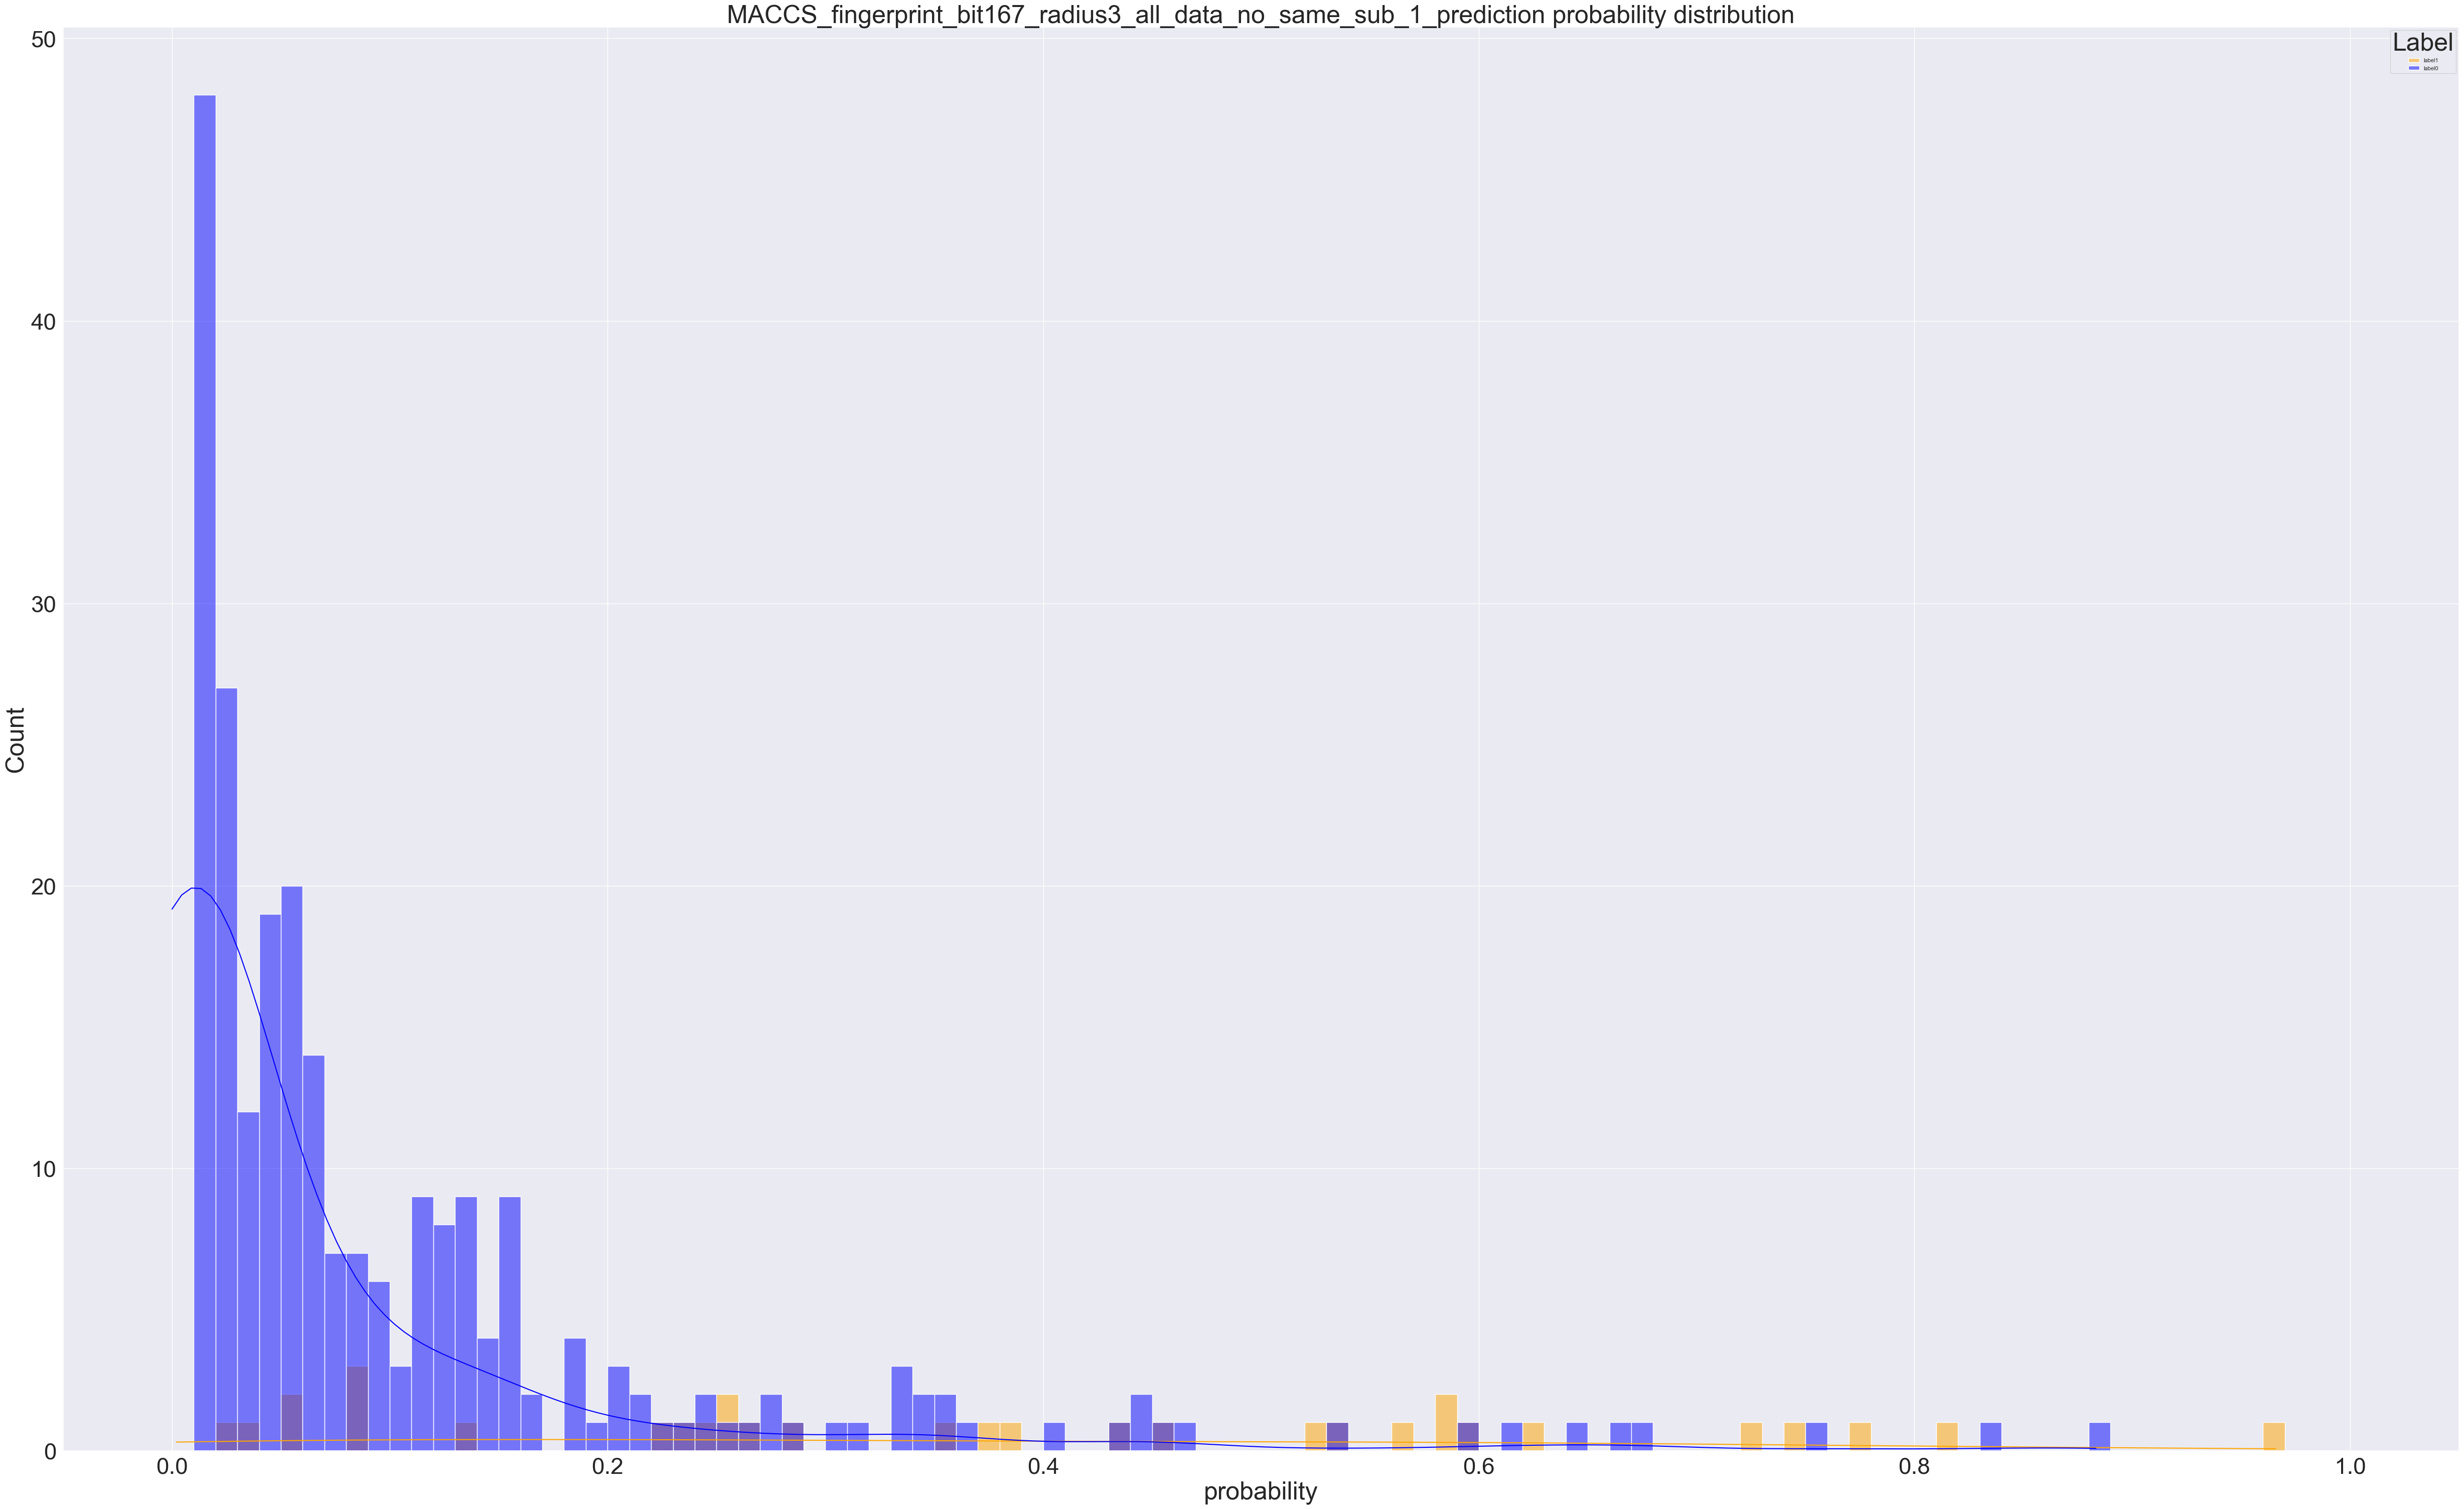 MACCS_fingerprint_bit167_radius3_all_data_no_same_sub_1_prediction probability distribution
Label
label1
label0
Count
50
40
30
20
10
0
0.0 0.2 0.4 0.6 0.8 1.0
probability